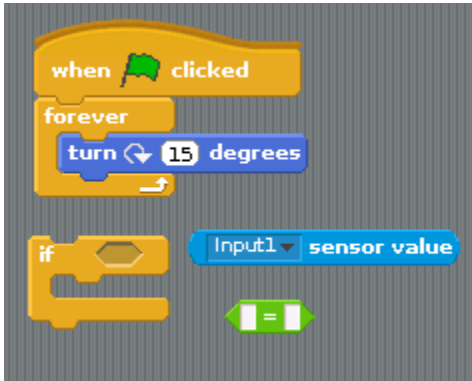 when clicked
forever
turn 15 degrees
if
Input1 sensor value
=